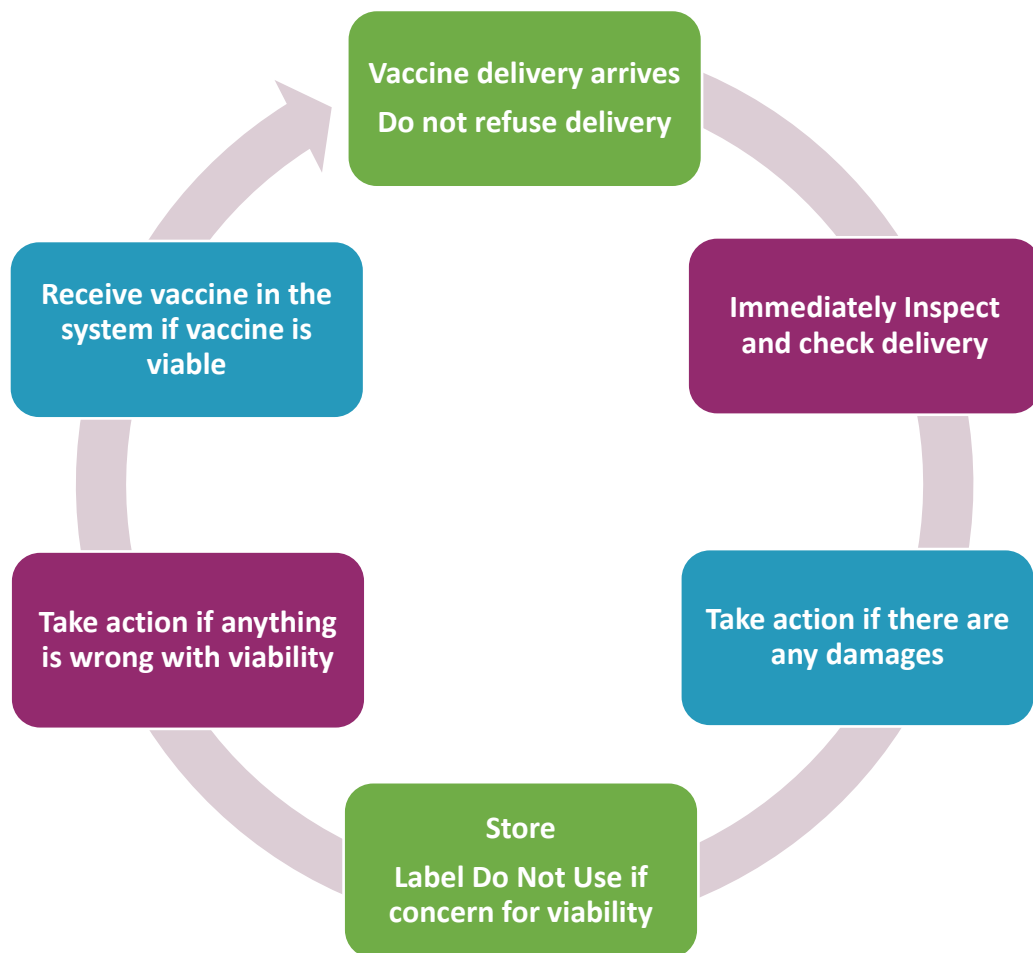 Vaccine delivery arrives
Do not refuse delivery
Immediately Inspect
and check delivery
Take action if there are
any damages
Store
Label Do Not Use if
concern for viability
Take action if anything
is wrong with viability
Receive vaccine in the
system if vaccine is
viable